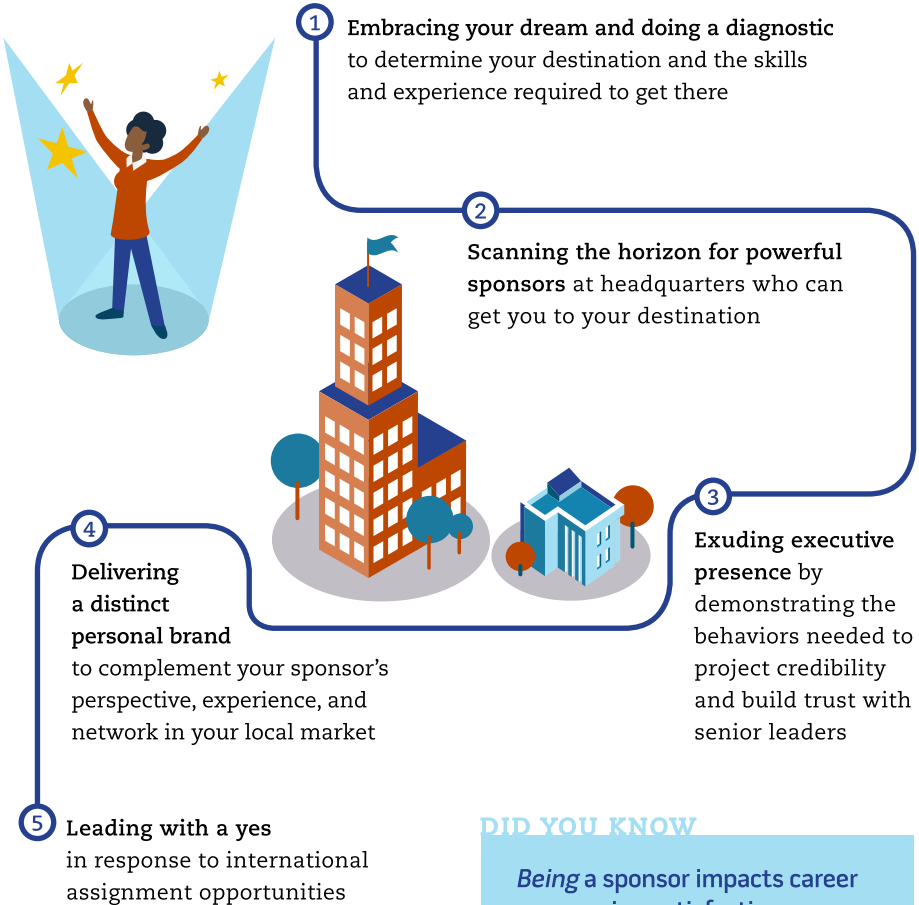 1
Embracing your dream and doing a diagnostic
to determine your destination and the skills
and experience required to get there
2
Scanning the horizon for powerful
sponsors at headquarters who can
get you to your destination
3
Exuding executive
presence by
demonstrating the
behaviors needed to
project credibility
and build trust with
senior leaders
4
Delivering
a distinct
personal brand
to complement your sponsor’s
perspective, experience, and
network in your local market
5
Leading with a yes
in response to international
assignment opportunities
DID YOU KNOW
Being a sponsor impacts career